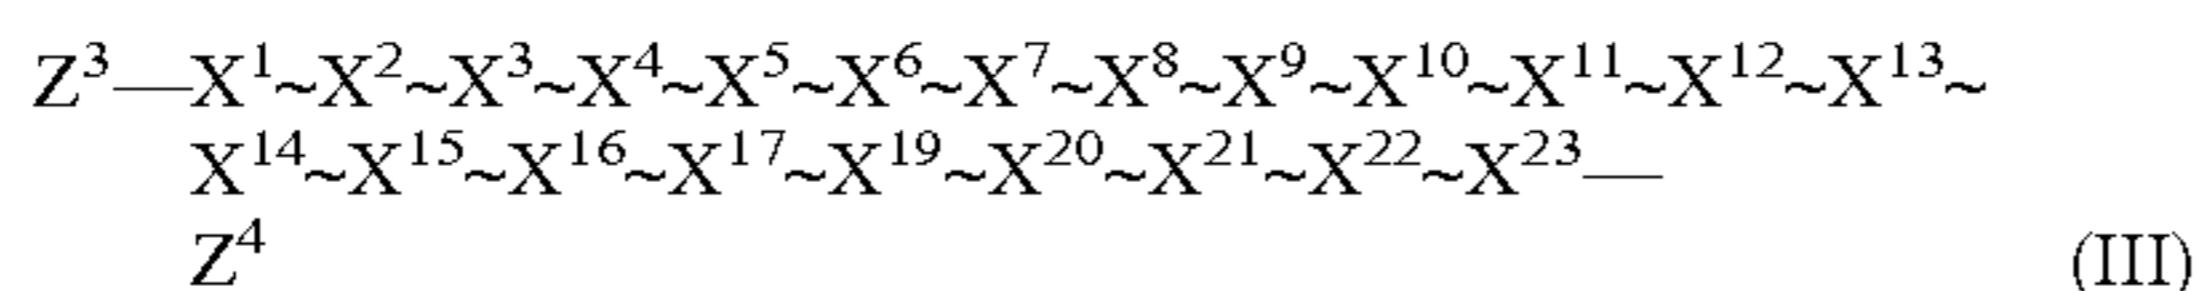 Z³—X¹~X²~X³~X⁴~X⁵~X⁶~X⁷~X⁸~X⁹~X¹⁰~X¹¹~X¹²~X¹³~
X¹⁴~X¹⁵~X¹⁶~X¹⁷~X¹⁹~X²⁰~X²¹~X²²~X²³—
Z⁴ (III)